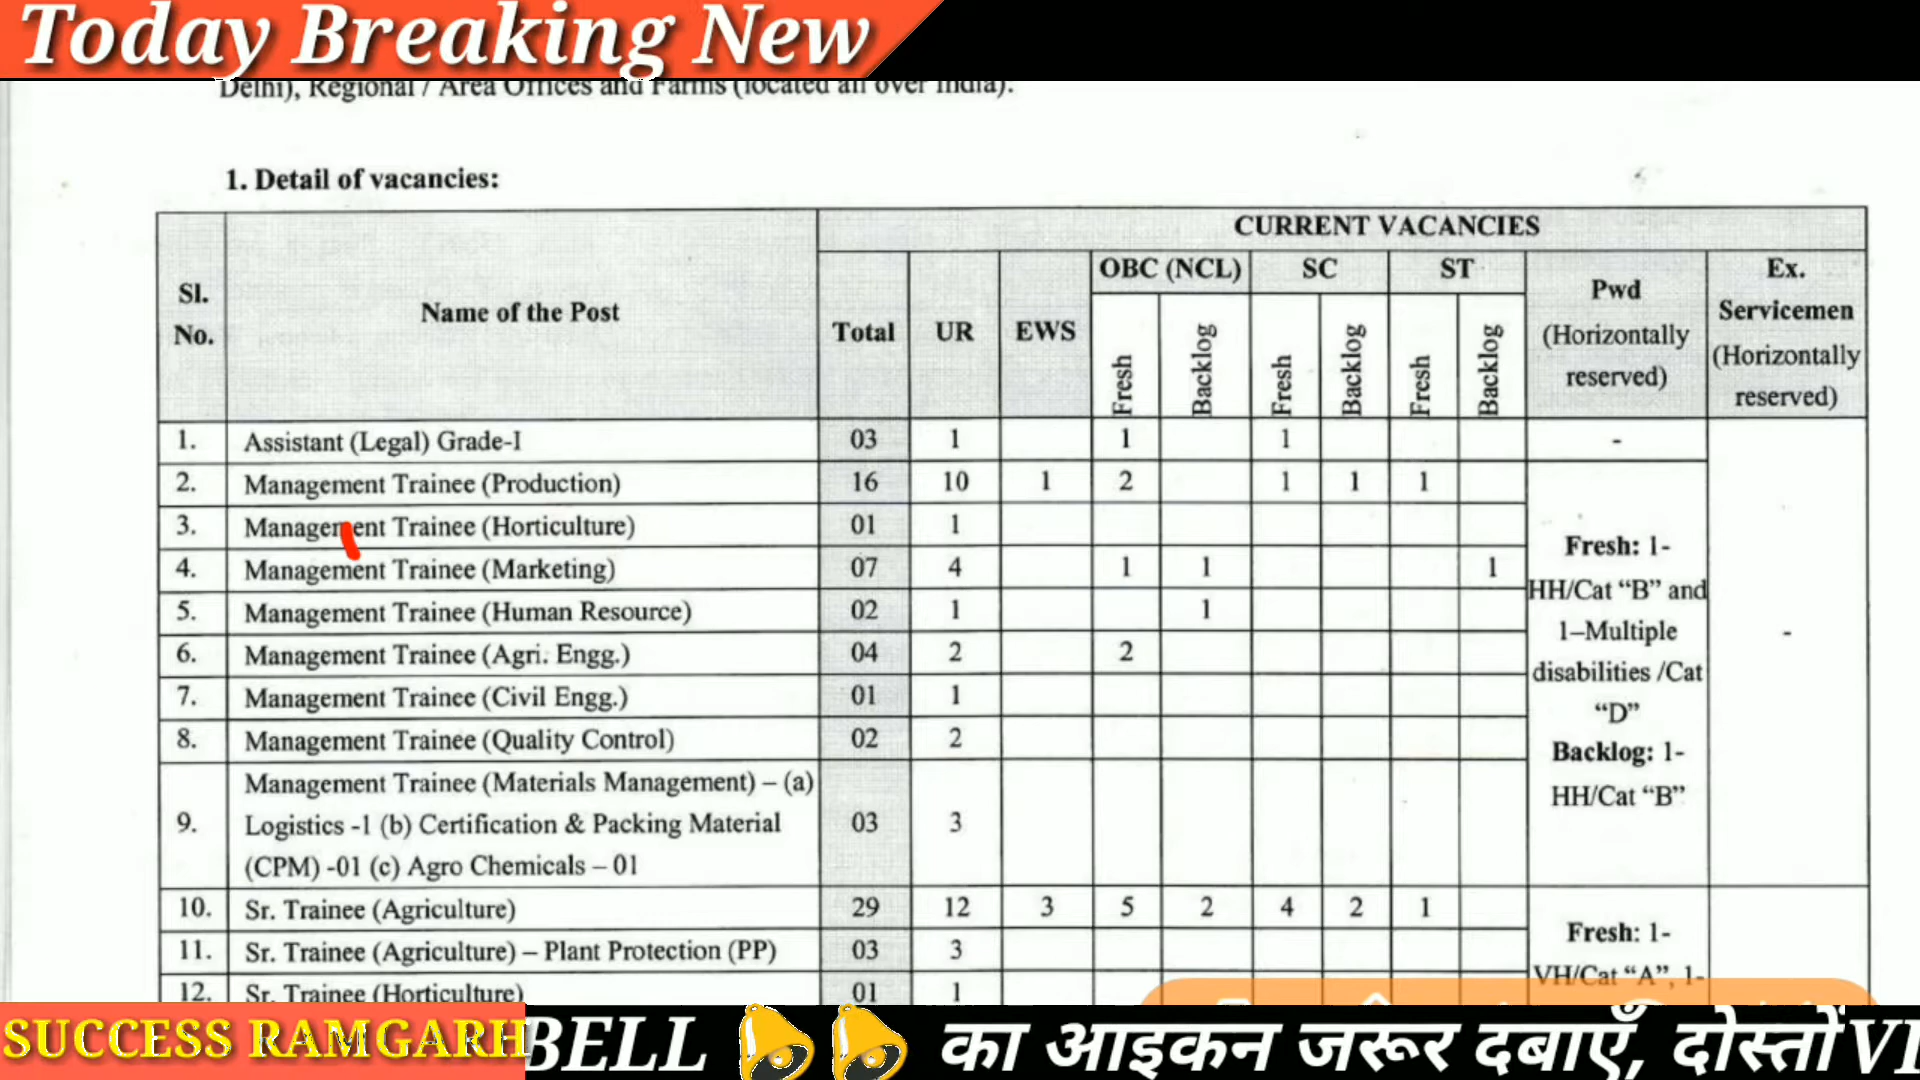 Today Breaking New
Delhi), Regional / Area Offices and Farms (located all over India).
1. Detail of vacancies:
Sl. No. Name of the Post CURRENT VACANCIES
Total UR EWS OBC (NCL) SC ST Pwd (Horizontally reserved) Ex. Servicemen (Horizontally reserved)
Fresh Backlog Fresh Backlog Fresh Backlog
1. Assistant (Legal) Grade-I 03 1 1 1 -
2. Management Trainee (Production) 16 10 1 2 1 1 1
3. Management Trainee (Horticulture) 01 1
4. Management Trainee (Marketing) 07 4 1 1 1
5. Management Trainee (Human Resource) 02 1 1
6. Management Trainee (Agri. Engg.) 04 2 2
7. Management Trainee (Civil Engg.) 01 1
8. Management Trainee (Quality Control) 02 2
9. Management Trainee (Materials Management) – (a)
Logistics -1 (b) Certification & Packing Material
(CPM) -01 (c) Agro Chemicals – 01 03 3
Fresh: 1-
HH/Cat “B” and
1–Multiple
disabilities /Cat
“D”
Backlog: 1-
HH/Cat “B”
-
10. Sr. Trainee (Agriculture) 29 12 3 5 2 4 2 1
11. Sr. Trainee (Agriculture) – Plant Protection (PP) 03 3
12. Sr. Trainee (Horticulture) 01 1
Fresh: 1-
VH/Cat “A”, 1-
SUCCESS RAMGARH BELL 🔔🔔 का आइकन जरूर दबाएँ, दोस्तों VI